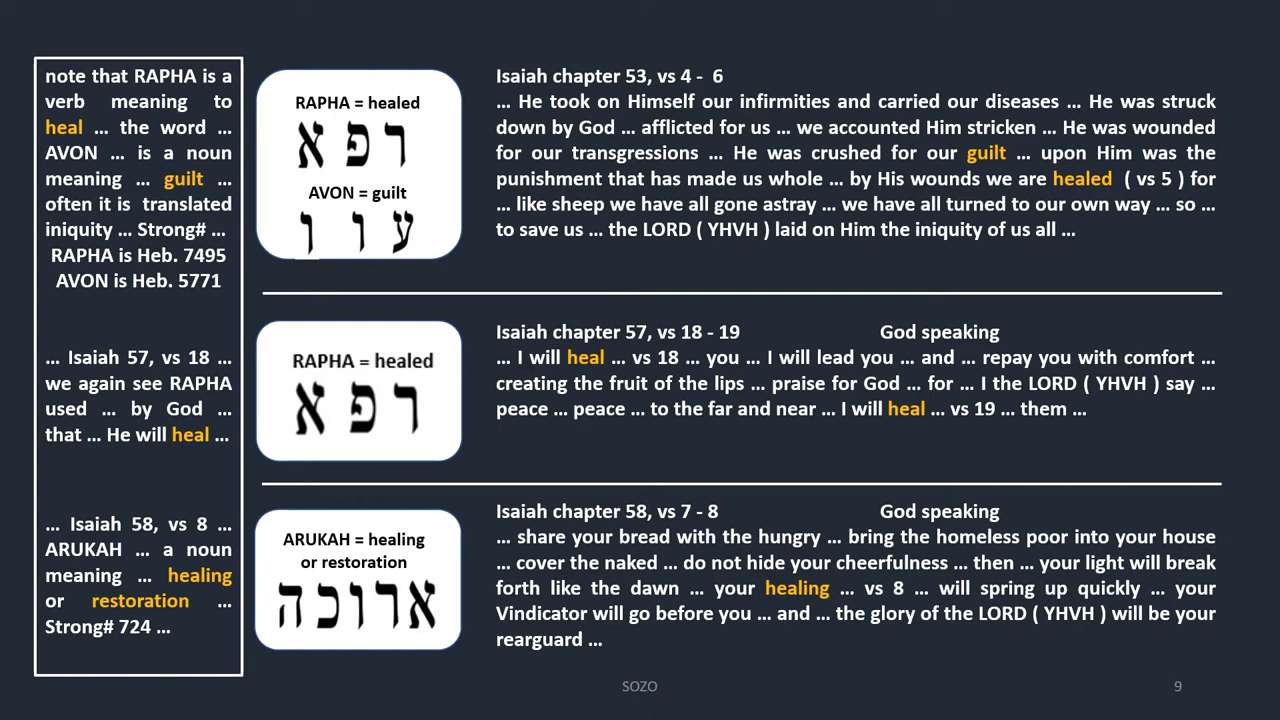 note that RAPHA is a
verb meaning to
heal … the word …
AVON … is a noun
meaning … guilt …
often it is translated
iniquity … Strong# …
RAPHA is Heb. 7495
AVON is Heb. 5771
… Isaiah 57, vs 18 …
we again see RAPHA
used … by God …
that … He will heal …
… Isaiah 58, vs 8 …
ARUKAH … a noun
meaning … healing
or restoration …
Strong# 724 …
RAPHA = healed
ר פ א
AVON = guilt
ע ו ן
Isaiah chapter 53, vs 4 - 6
… He took on Himself our infirmities and carried our diseases … He was struck
down by God … afflicted for us … we accounted Him stricken … He was wounded
for our transgressions … He was crushed for our guilt … upon Him was the
punishment that has made us whole … by His wounds we are healed ( vs 5 ) for
… like sheep we have all gone astray … we have all turned to our own way … so …
to save us … the LORD ( YHVH ) laid on Him the iniquity of us all …
RAPHA = healed
ר פ א
Isaiah chapter 57, vs 18 - 19 God speaking
… I will heal … vs 18 … you … I will lead you … and … repay you with comfort …
creating the fruit of the lips … praise for God … for … I the LORD ( YHVH ) say …
peace … peace … to the far and near … I will heal … vs 19 … them …
ARUKAH = healing
or restoration
ארוכה
Isaiah chapter 58, vs 7 - 8 God speaking
… share your bread with the hungry … bring the homeless poor into your house
… cover the naked … do not hide your cheerfulness … then … your light will break
forth like the dawn … your healing … vs 8 … will spring up quickly … your
Vindicator will go before you … and … the glory of the LORD ( YHVH ) will be your
rearguard …
SOZO
9